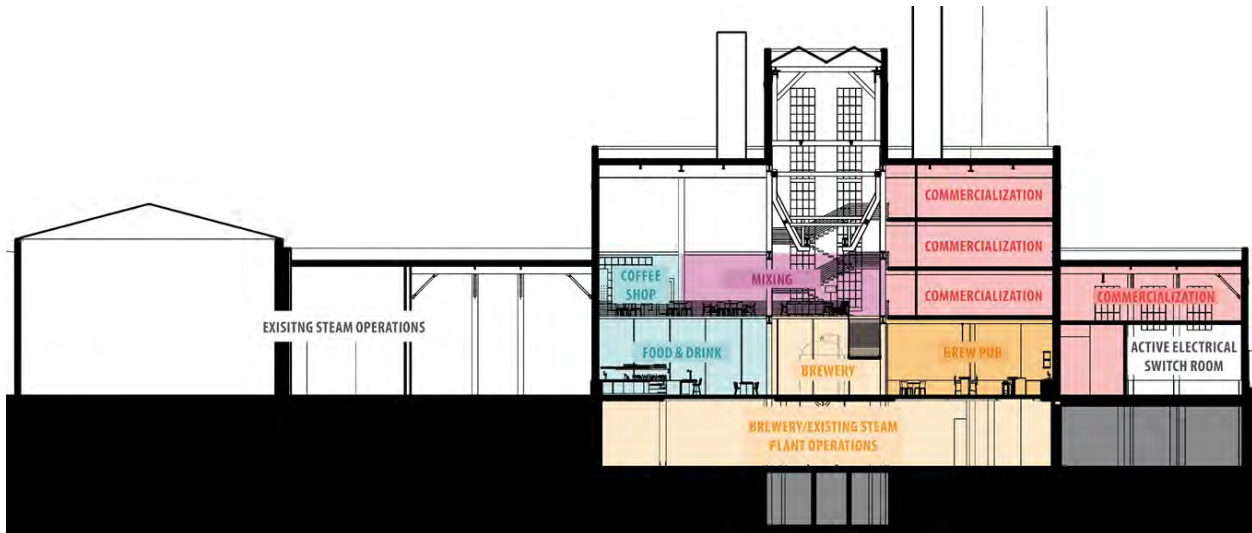 COMMERCIALIZATION
COMMERCIALIZATION
COFFEE
SHOP
MIXING
COMMERCIALIZATION
COMMERCIALIZATION
EXISITNG STEAM OPERATIONS
FOOD & DRINK
BREWERY
BREW PUB
ACTIVE ELECTRICAL
SWITCH ROOM
BREWERY/EXISTING STEAM
PLANT OPERATIONS